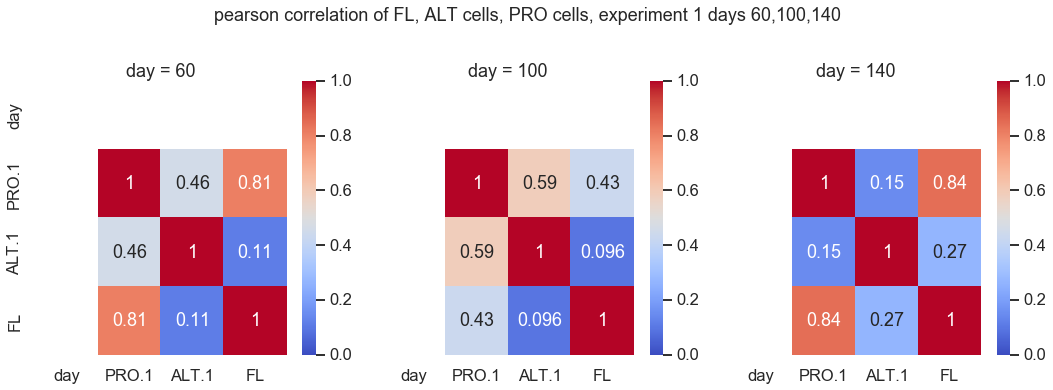 pearson correlation of FL, ALT cells, PRO cells, experiment 1 days 60,100,140
day = 60
day
PRO.1
ALT.1
FL
1 0.46 0.81
0.46 1 0.11
0.81 0.11 1
day PRO.1 ALT.1 FL
1.0
0.8
0.6
0.4
0.2
0.0
day = 100
1 0.59 0.43
0.59 1 0.096
0.43 0.096 1
day PRO.1 ALT.1 FL
1.0
0.8
0.6
0.4
0.2
0.0
day = 140
1 0.15 0.84
0.15 1 0.27
0.84 0.27 1
day PRO.1 ALT.1 FL
1.0
0.8
0.6
0.4
0.2
0.0